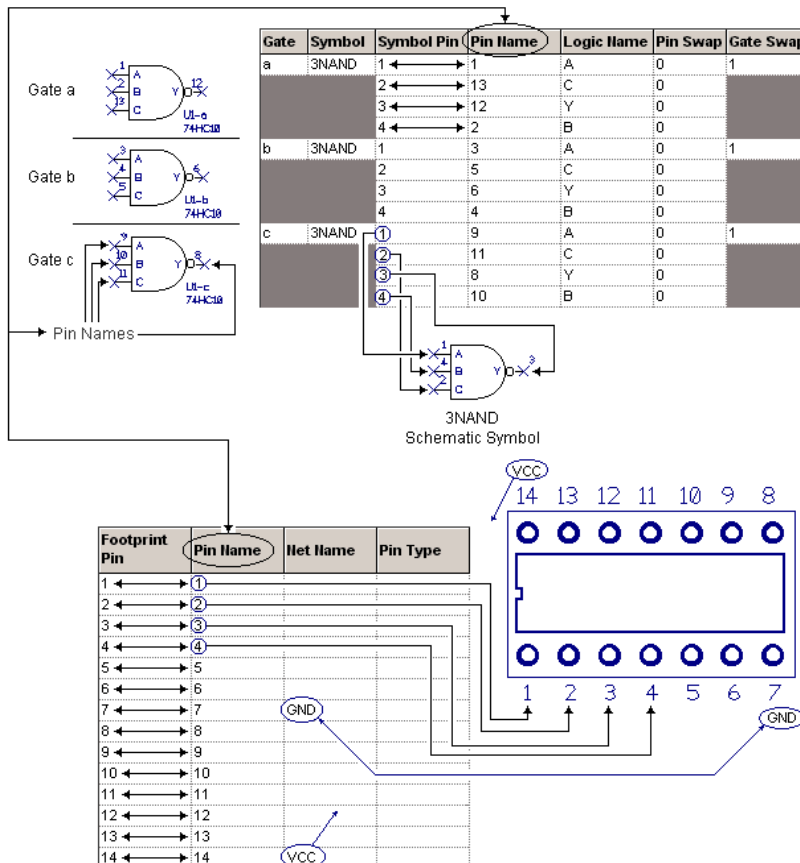 Gate Symbol Symbol Pin Pin Name Logic Name Pin Swap Gate Swap
a 3NAND 1 1 A 0 1
2 13 C 0
3 12 Y 0
4 2 B 0
b 3NAND 1 3 A 0 1
2 5 C 0
3 6 Y 0
4 4 B 0
c 3NAND 1 9 A 0 1
2 11 C 0
3 8 Y 0
4 10 B 0
Gate a
1 A
2 B Y 12
13 C
U1-a
74HC10
Gate b
3 A
4 B Y 6
5 C
U1-b
74HC10
Gate c
9 A
10 B Y 8
11 C
U1-c
74HC10
Pin Names
1 A
4 B Y 3
2 C
3NAND
Schematic Symbol
VCC
14 13 12 11 10 9 8
1 2 3 4 5 6 7
GND
Footprint
Pin Pin Name Net Name Pin Type
1 1
2 2
3 3
4 4
5 5
6 6
7 7 GND
8 8
9 9
10 10
11 11
12 12
13 13
14 14 VCC